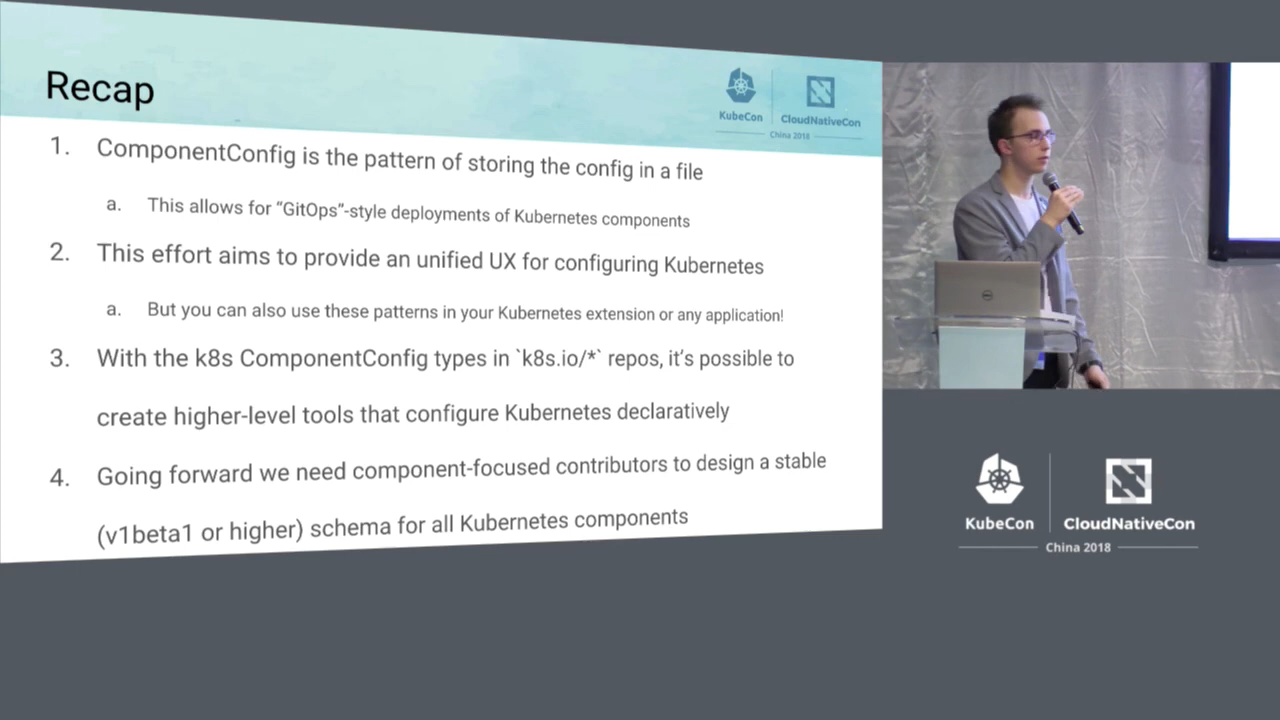 Recap
KubeCon
CloudNativeCon
China 2018
1. ComponentConfig is the pattern of storing the config in a file
a. This allows for “GitOps”-style deployments of Kubernetes components
2. This effort aims to provide an unified UX for configuring Kubernetes
a. But you can also use these patterns in your Kubernetes extension or any application!
3. With the k8s ComponentConfig types in `k8s.io/*` repos, it's possible to
create higher-level tools that configure Kubernetes declaratively
4. Going forward we need component-focused contributors to design a stable
(v1beta1 or higher) schema for all Kubernetes components
KubeCon
CloudNativeCon
China 2018